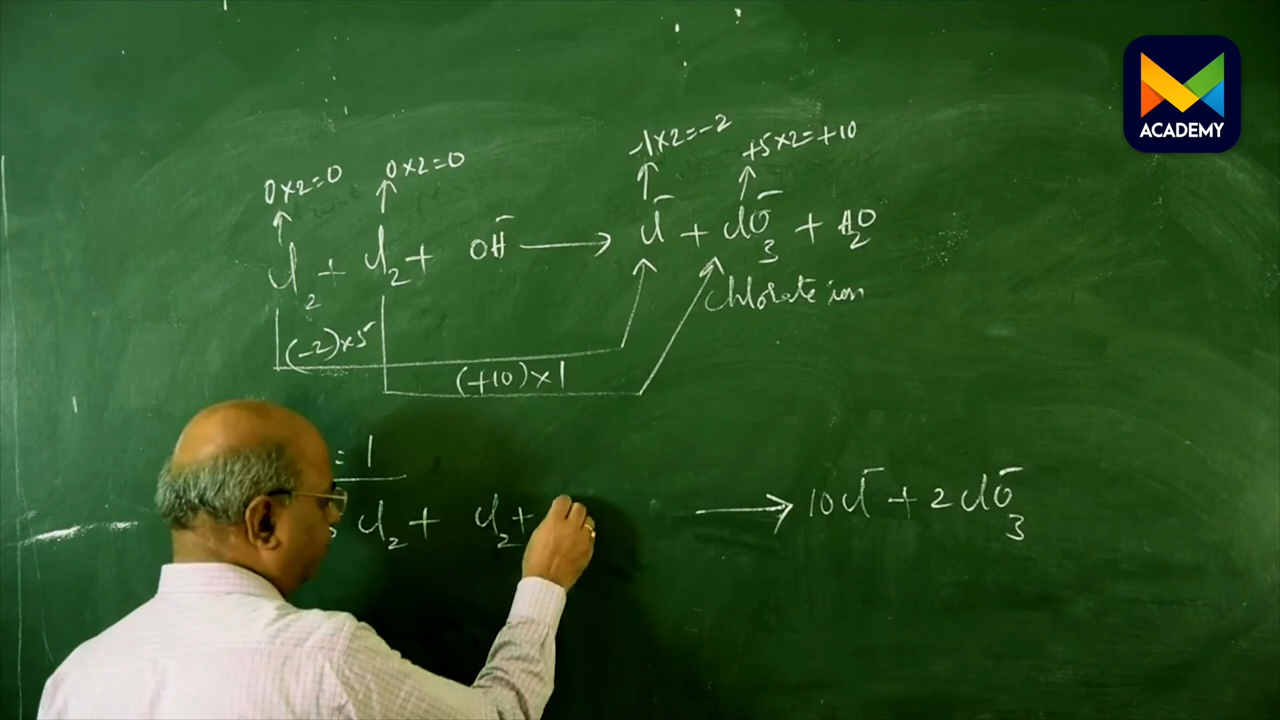 ACADEMY
0×2=0 0×2=0 -1×2=-2 +5×2=+10
Cl₂ + Cl₂ + OH⁻ → Cl⁻ + ClO₃⁻ + H₂O
Chlorate ion
(-2)×5
(+10)×1
= 1
Cl₂ + Cl₂ + → 10Cl⁻ + 2ClO₃⁻